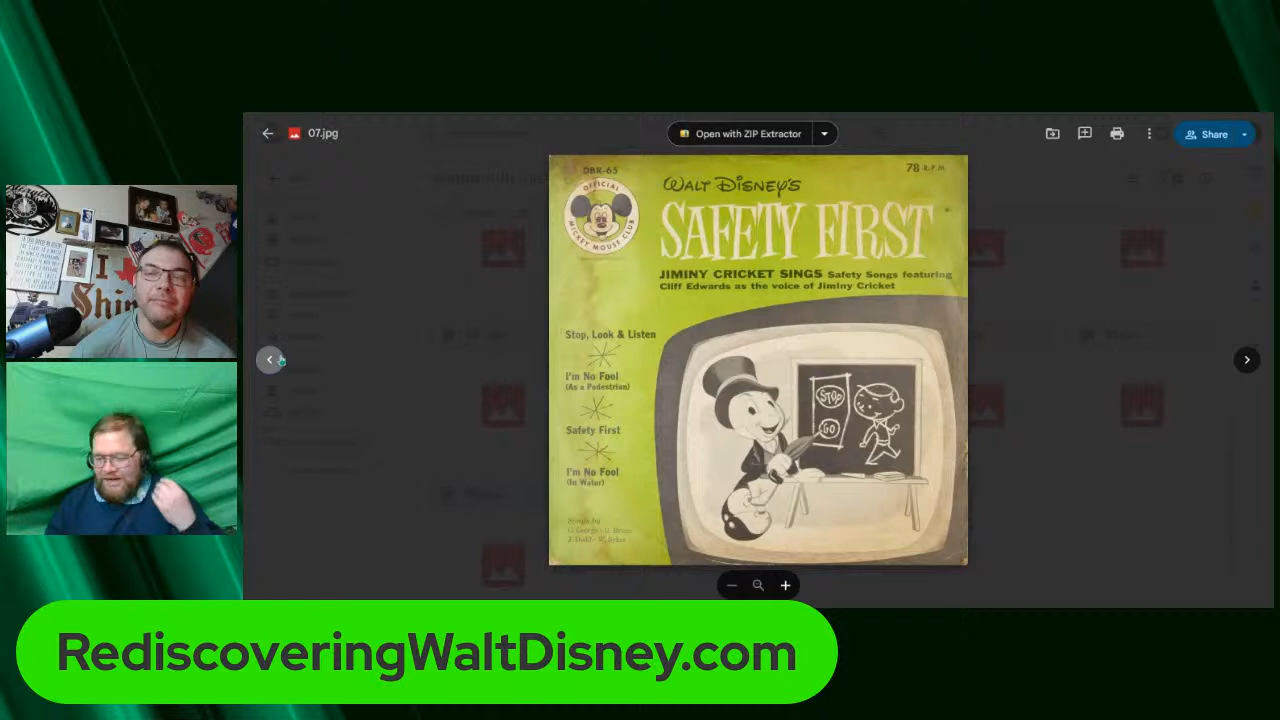 07.jpg
Open with ZIP Extractor
Share
DBR-65
78 R.P.M.
OFFICIAL
MICKEY MOUSE CLUB
WALT DISNEY'S
SAFETY FIRST
JIMINY CRICKET SINGS Safety Songs featuring
Cliff Edwards as the voice of Jiminy Cricket
Stop, Look & Listen
I'm No Fool
(As a Pedestrian)
Safety First
I'm No Fool
(In Water)
STOP
GO
Songs by
RediscoveringWaltDisney.com